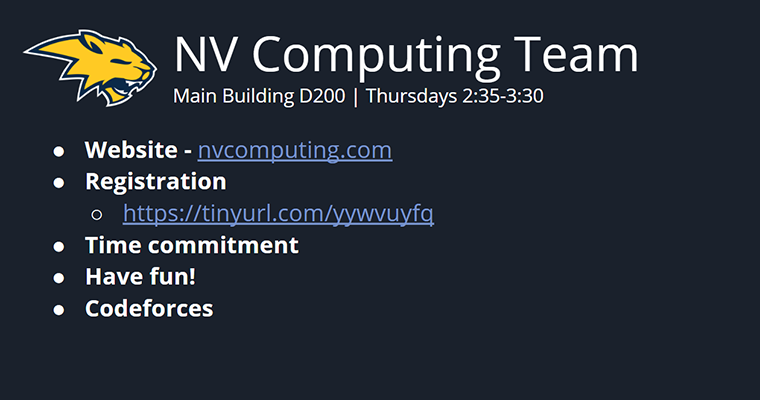 NV Computing Team
Main Building D200 | Thursdays 2:35-3:30
● Website - nvcomputing.com
● Registration
○ https://tinyurl.com/yywvuyfq
● Time commitment
● Have fun!
● Codeforces